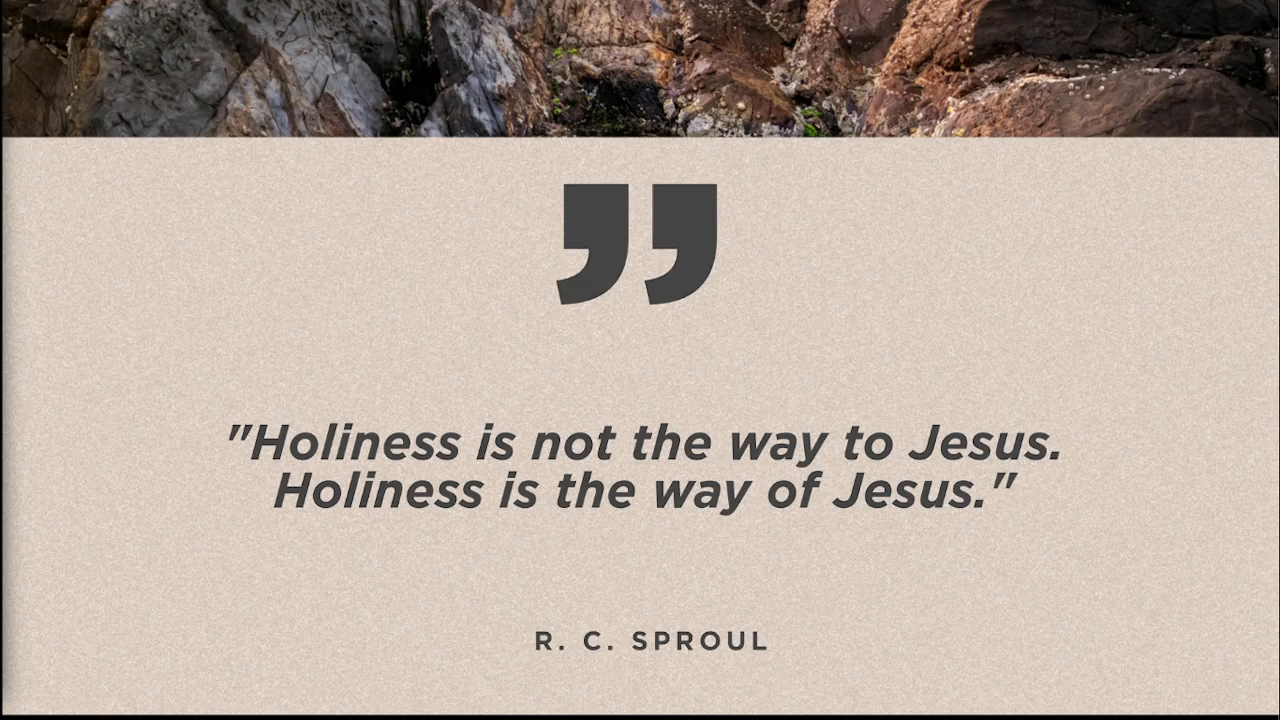 ”
"Holiness is not the way to Jesus.
Holiness is the way of Jesus."
R. C. SPROUL